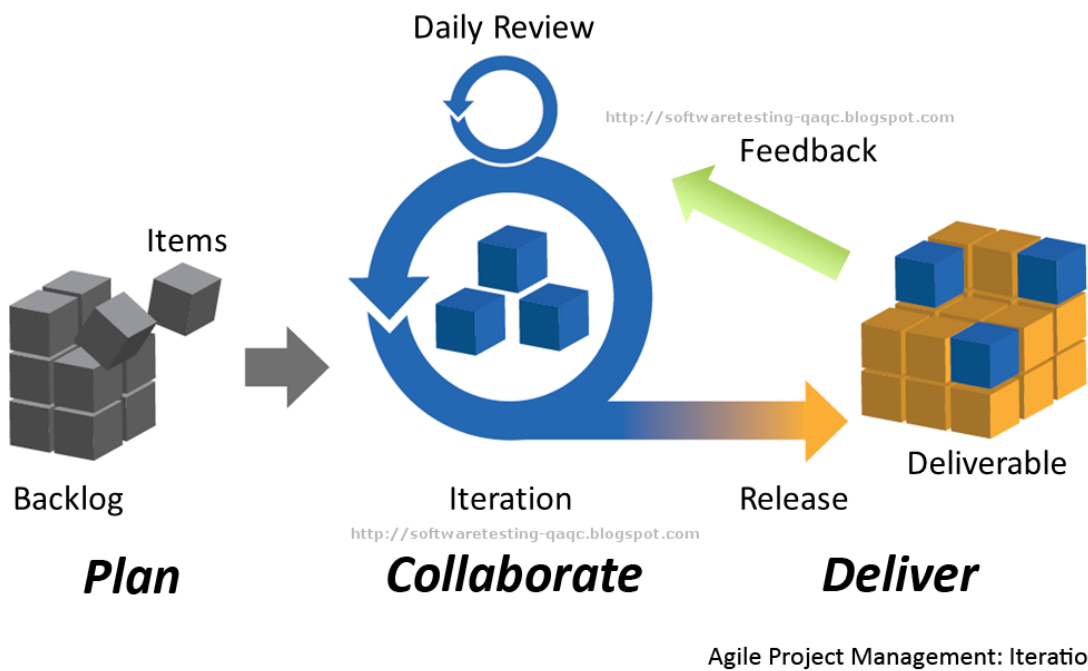 Daily Review
http://softwaretesting-qaqc.blogspot.com
Feedback
Items
Backlog
Iteration
Release
Deliverable
http://softwaretesting-qaqc.blogspot.com
Plan
Collaborate
Deliver
Agile Project Management: Iteratio